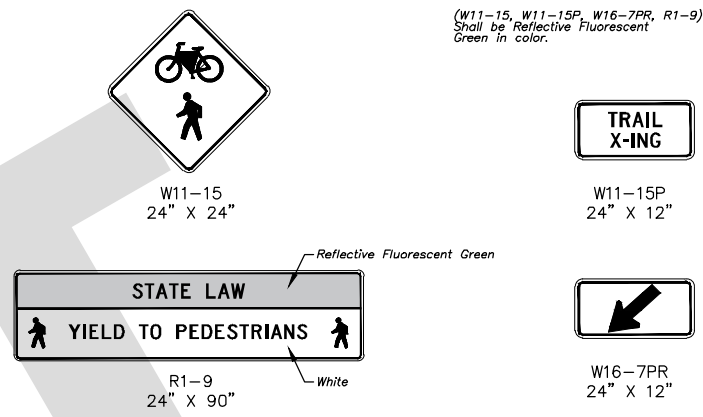 (W11-15, W11-15P, W16-7PR, R1-9)
Shall be Reflective Fluorescent
Green in color.
W11-15
24" X 24"
TRAIL
X-ING
W11-15P
24" X 12"
Reflective Fluorescent Green
STATE LAW
YIELD TO PEDESTRIANS
White
R1-9
24" X 90"
W16-7PR
24" X 12"